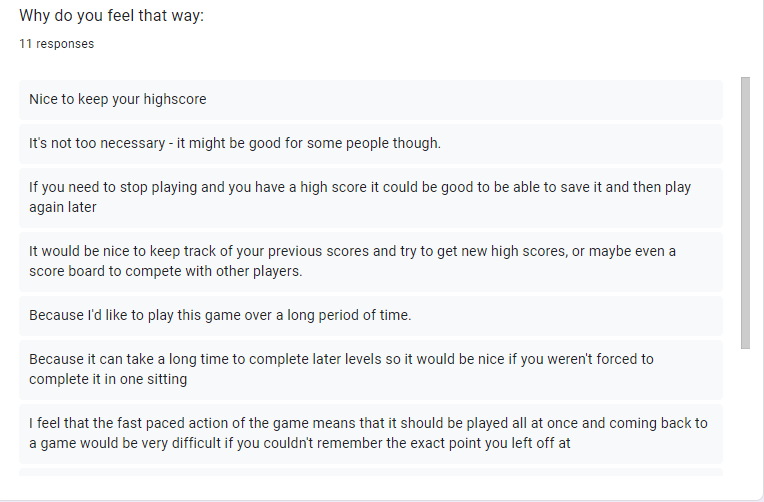 Why do you feel that way:
11 responses
Nice to keep your highscore
It's not too necessary - it might be good for some people though.
If you need to stop playing and you have a high score it could be good to be able to save it and then play
again later
It would be nice to keep track of your previous scores and try to get new high scores, or maybe even a
score board to compete with other players.
Because I'd like to play this game over a long period of time.
Because it can take a long time to complete later levels so it would be nice if you weren't forced to
complete it in one sitting
I feel that the fast paced action of the game means that it should be played all at once and coming back to
a game would be very difficult if you couldn't remember the exact point you left off at